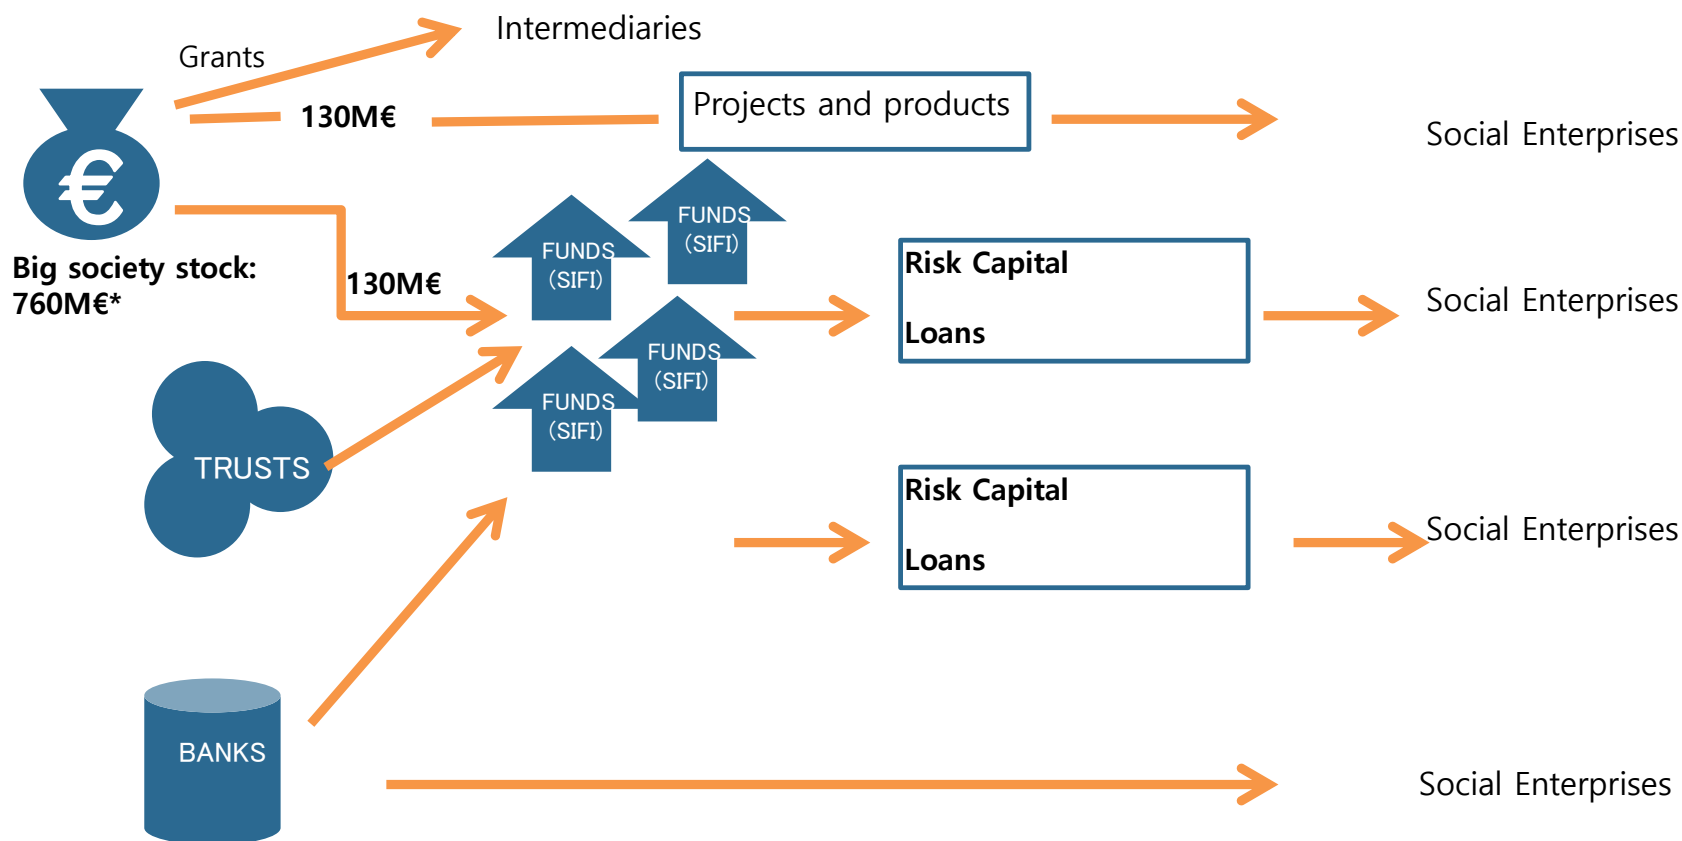 Intermediaries
Grants
130M€
Projects and products
Social Enterprises
€
Big society stock:
760M€*
130M€
FUNDS
(SIFI)
FUNDS
(SIFI)
FUNDS
(SIFI)
FUNDS
(SIFI)
Risk Capital
Loans
Social Enterprises
TRUSTS
Risk Capital
Loans
Social Enterprises
BANKS
Social Enterprises